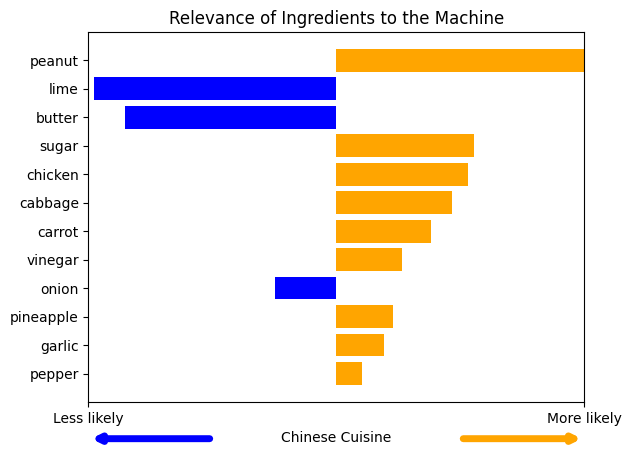 Relevance of Ingredients to the Machine
peanut
lime
butter
sugar
chicken
cabbage
carrot
vinegar
onion
pineapple
garlic
pepper
Less likely
More likely
Chinese Cuisine